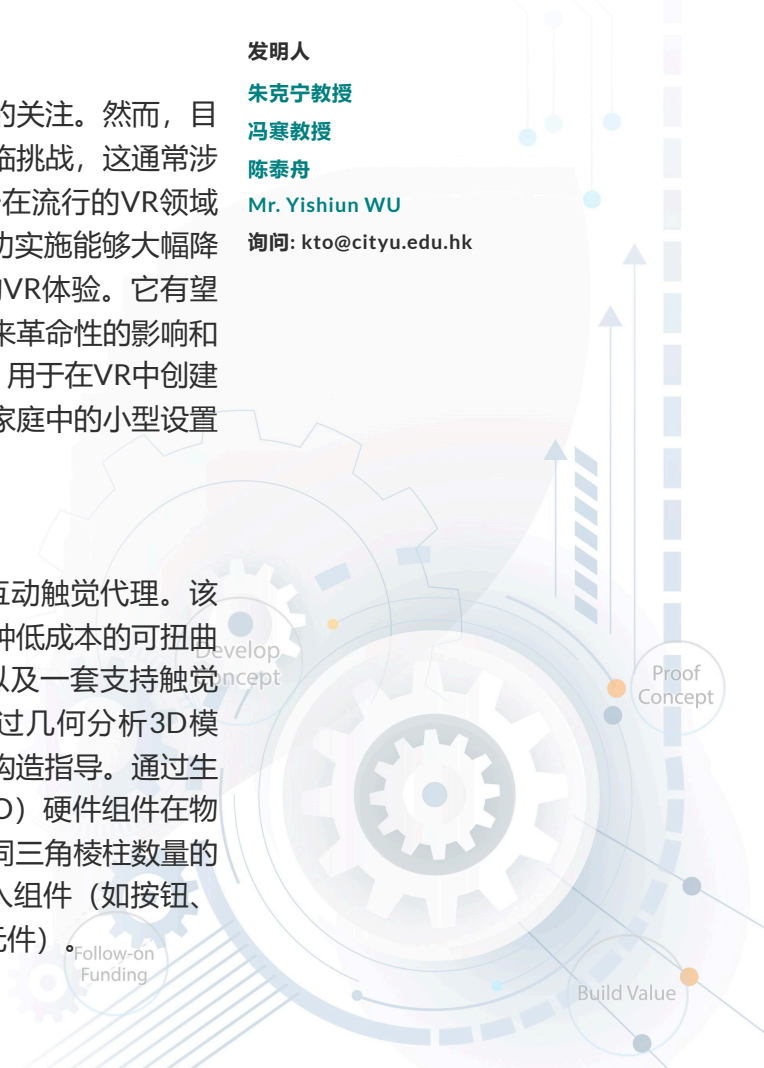 的关注。然而，目
临挑战，这通常涉
在流行的VR领域
功实施能够大幅降
的VR体验。它有望
来革命性的影响和
用于在VR中创建
家庭中的小型设置
互动触觉代理。该
种低成本的可扭曲
以及一套支持触觉
过几何分析3D模
构造指导。通过生
D）硬件组件在物
同三角棱柱数量的
入组件（如按钮、
元件）。
发明人
朱克宁教授
冯寒教授
陈泰舟
Mr. Yishiun WU
询问: kto@cityu.edu.hk
Develop
Concept
Proof
Concept
Follow-on
Funding
Build Value